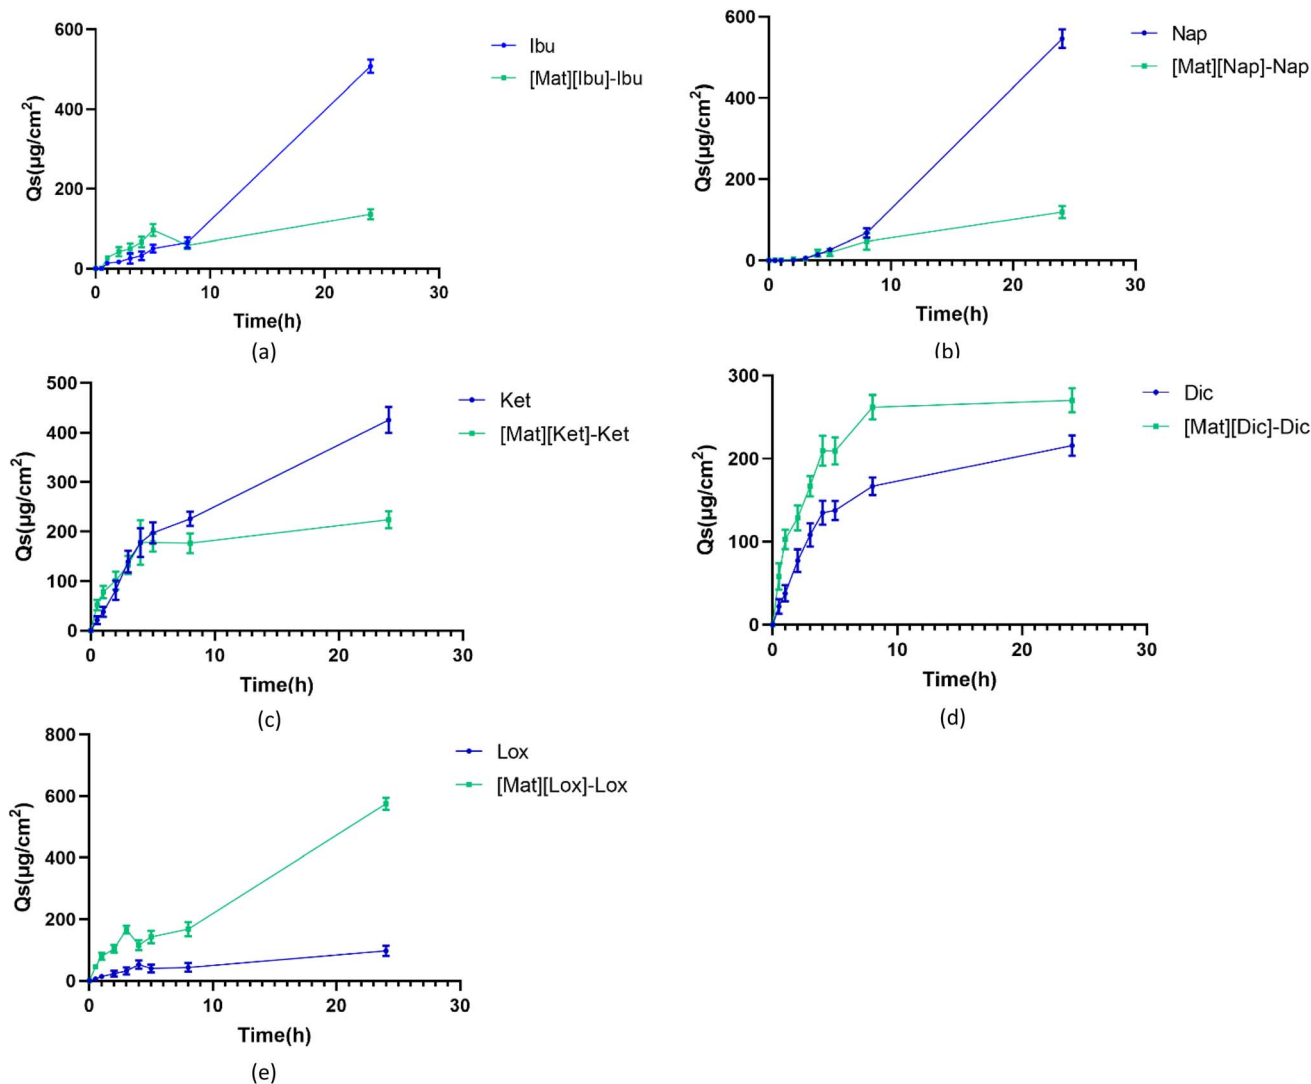 600
400
200
0
Qs(µg/cm²)
0 10 20 30
Time(h)
Ibu
[Mat][Ibu]-Ibu
(a)
600
400
200
0
Qs(µg/cm²)
0 10 20 30
Time(h)
Nap
[Mat][Nap]-Nap
(b)
500
400
300
200
100
0
Qs(µg/cm²)
0 10 20 30
Time(h)
Ket
[Mat][Ket]-Ket
(c)
300
200
100
0
Qs(µg/cm²)
0 10 20 30
Time(h)
Dic
[Mat][Dic]-Dic
(d)
800
600
400
200
0
Qs(µg/cm²)
0 10 20 30
Time(h)
Lox
[Mat][Lox]-Lox
(e)